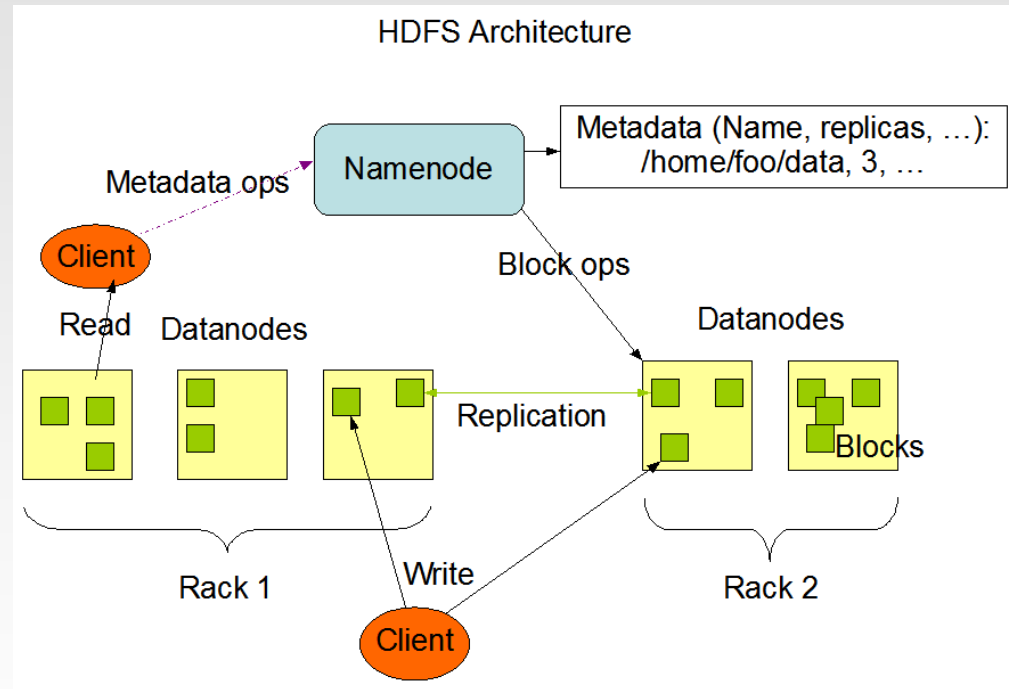 HDFS Architecture
Metadata (Name, replicas, …):
/home/foo/data, 3, …
Namenode
Metadata ops
Client
Block ops
Read
Datanodes
Datanodes
Replication
Blocks
Rack 1
Write
Rack 2
Client